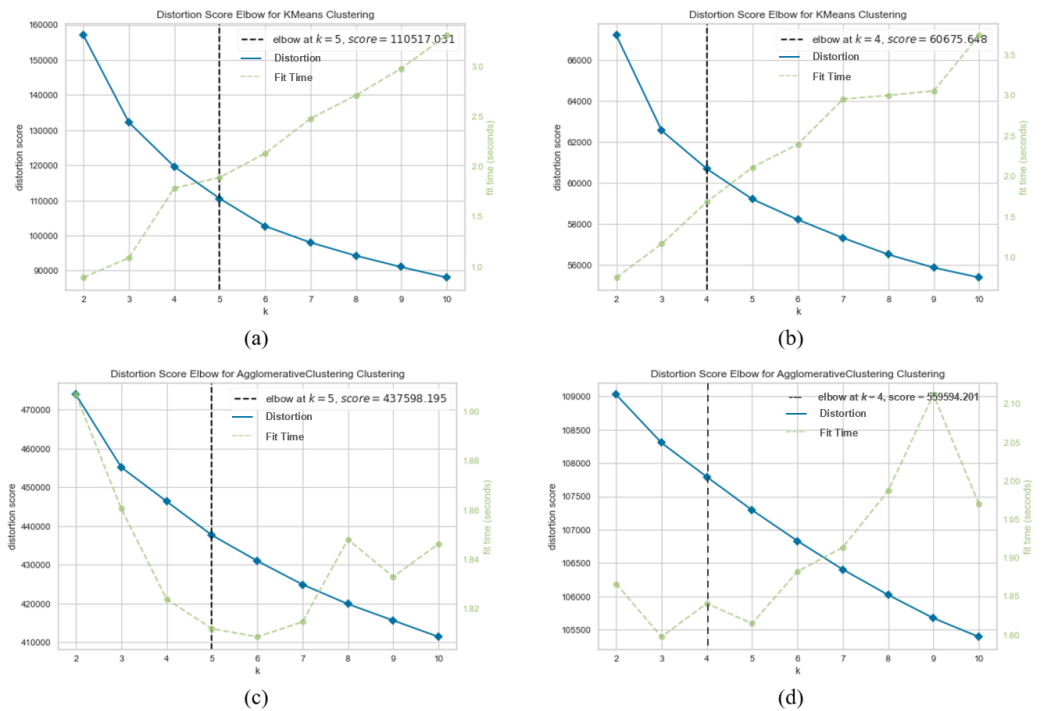 Distortion Score Elbow for KMeans Clustering
160000
150000
140000
130000
120000
110000
100000
90000
distortion score
elbow at k = 5, score = 110517.031
Distortion
Fit Time
3.0
2.5
2.0
1.5
1.0
fit time (seconds)
2 3 4 5 6 7 8 9 10
k
(a)
Distortion Score Elbow for KMeans Clustering
66000
64000
62000
60000
58000
56000
distortion score
elbow at k = 4, score = 60675.648
Distortion
Fit Time
3.5
3.0
2.5
2.0
1.5
1.0
fit time (seconds)
2 3 4 5 6 7 8 9 10
k
(b)
Distortion Score Elbow for AgglomerativeClustering Clustering
470000
460000
450000
440000
430000
420000
410000
distortion score
elbow at k = 5, score = 437598.195
Distortion
Fit Time
1.90
1.88
1.86
1.84
1.82
fit time (seconds)
2 3 4 5 6 7 8 9 10
k
(c)
Distortion Score Elbow for AgglomerativeClustering Clustering
109000
108500
108000
107500
107000
106500
106000
105500
distortion score
elbow at k = 4, score = 559594.201
Distortion
Fit Time
2.10
2.05
2.00
1.95
1.90
1.85
1.80
fit time (seconds)
2 3 4 5 6 7 8 9 10
k
(d)